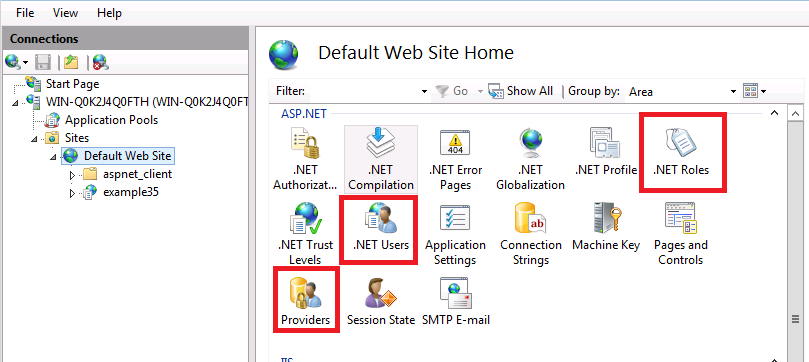 File View Help
Connections
Start Page
WIN-Q0K2J4Q0FTH (WIN-Q0K2J4Q0FT
Application Pools
Sites
Default Web Site
aspnet_client
example35
Default Web Site Home
Filter: Go Show All Group by: Area
ASP.NET
.NET Authorizat...
404
.NET Compilation
.NET Error Pages
.NET Globalization
.NET Profile
.NET Roles
.NET Trust Levels
.NET Users
Application Settings
ab
Connection Strings
Machine Key
Pages and Controls
Providers
Session State
SMTP E-mail
IIS